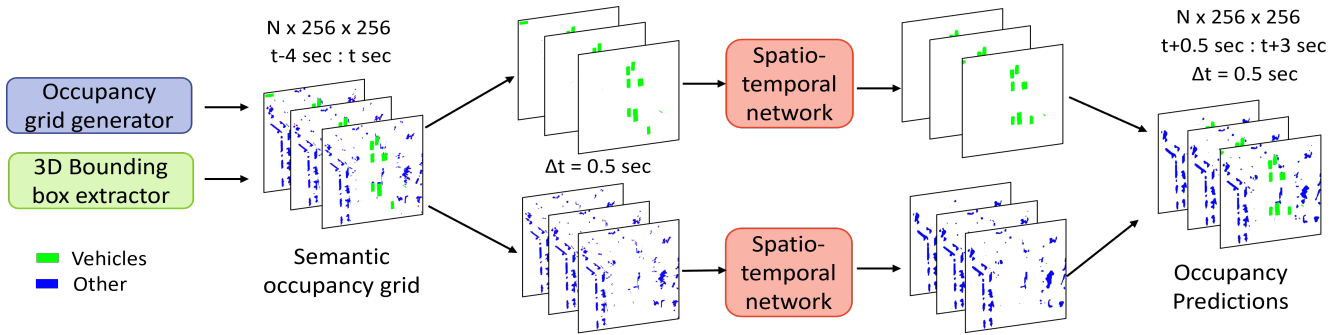 N x 256 x 256
t-4 sec : t sec
Occupancy
grid generator
3D Bounding
box extractor
Vehicles
Other
Semantic
occupancy grid
Δt = 0.5 sec
Spatio-
temporal
network
Spatio-
temporal
network
N x 256 x 256
t+0.5 sec : t+3 sec
Δt = 0.5 sec
Occupancy
Predictions